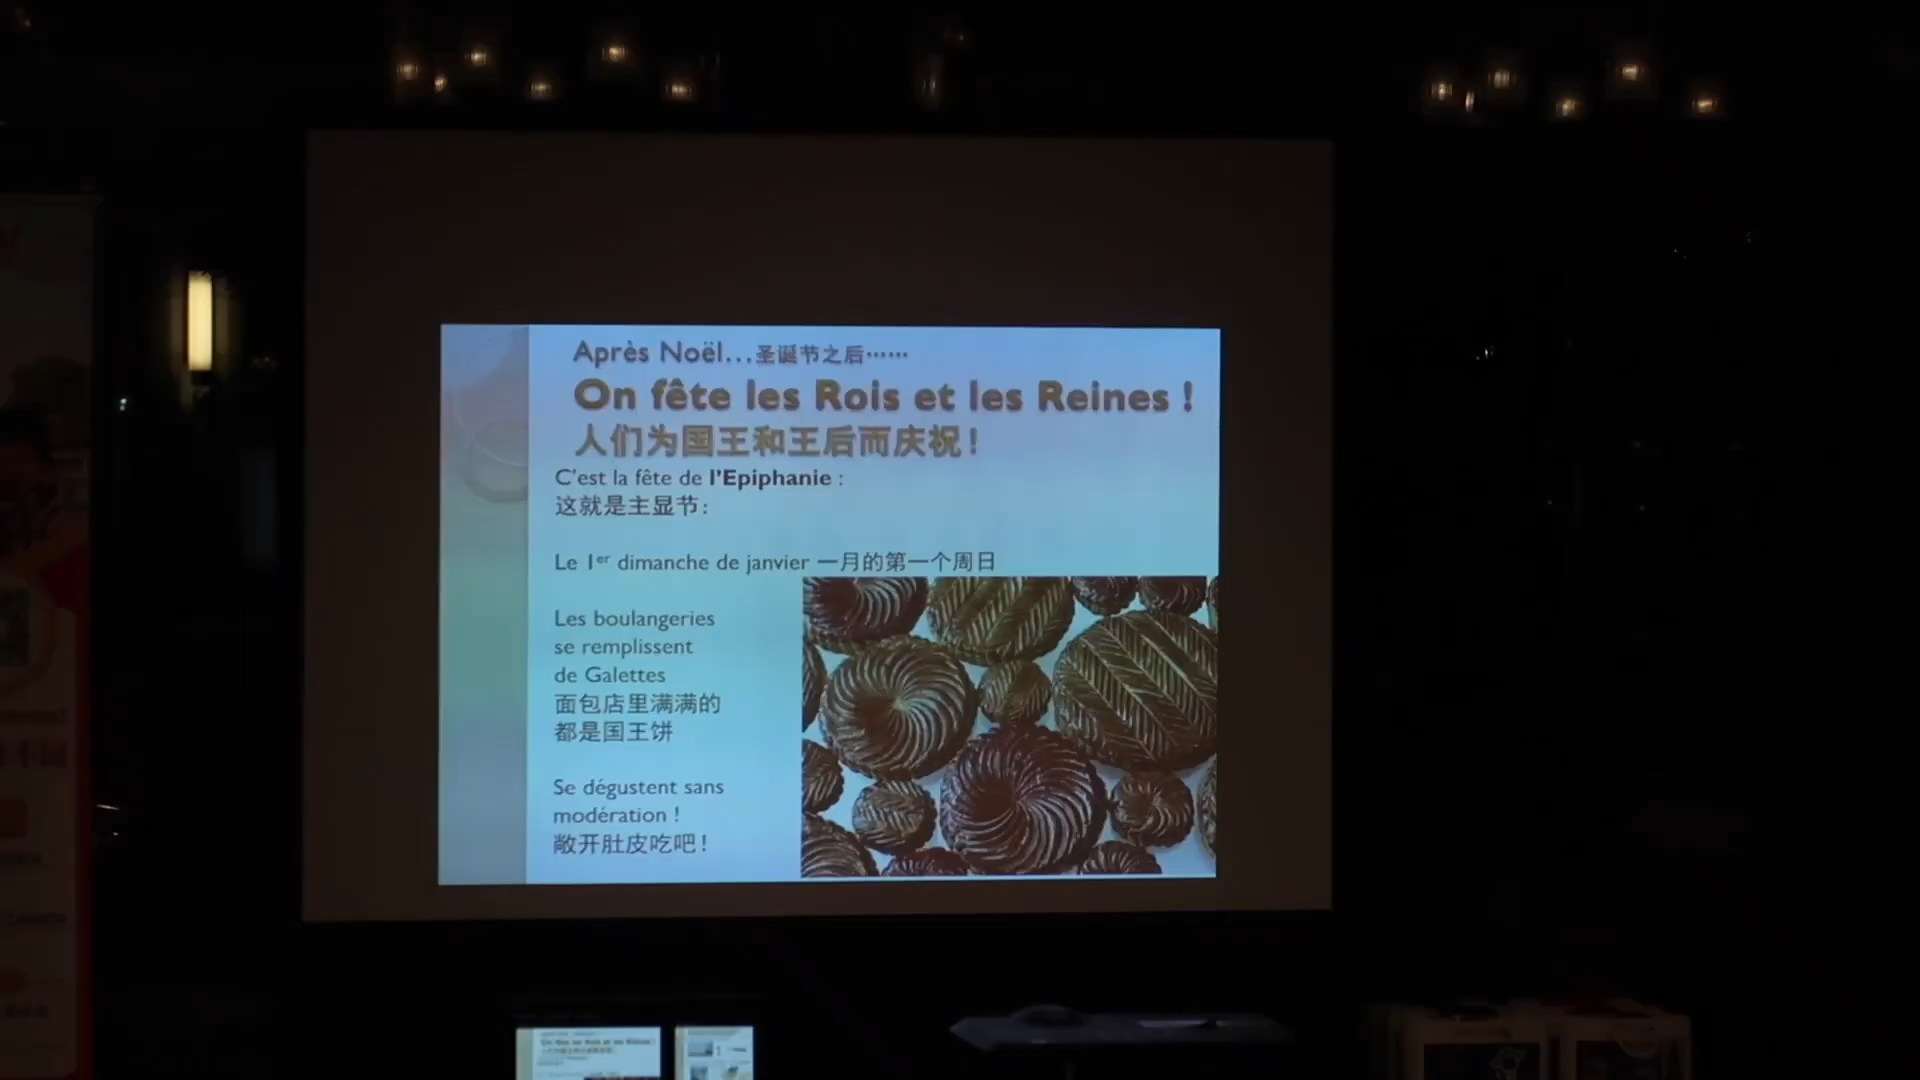 Après Noël…圣诞节之后……
On fête les Rois et les Reines !
人们为国王和王后而庆祝！
C'est la fête de l'Epiphanie :
这就是主显节：
Le 1er dimanche de janvier 一月的第一个周日
Les boulangeries
se remplissent
de Galettes
面包店里满满的
都是国王饼
Se dégustent sans
modération !
敞开肚皮吃吧！